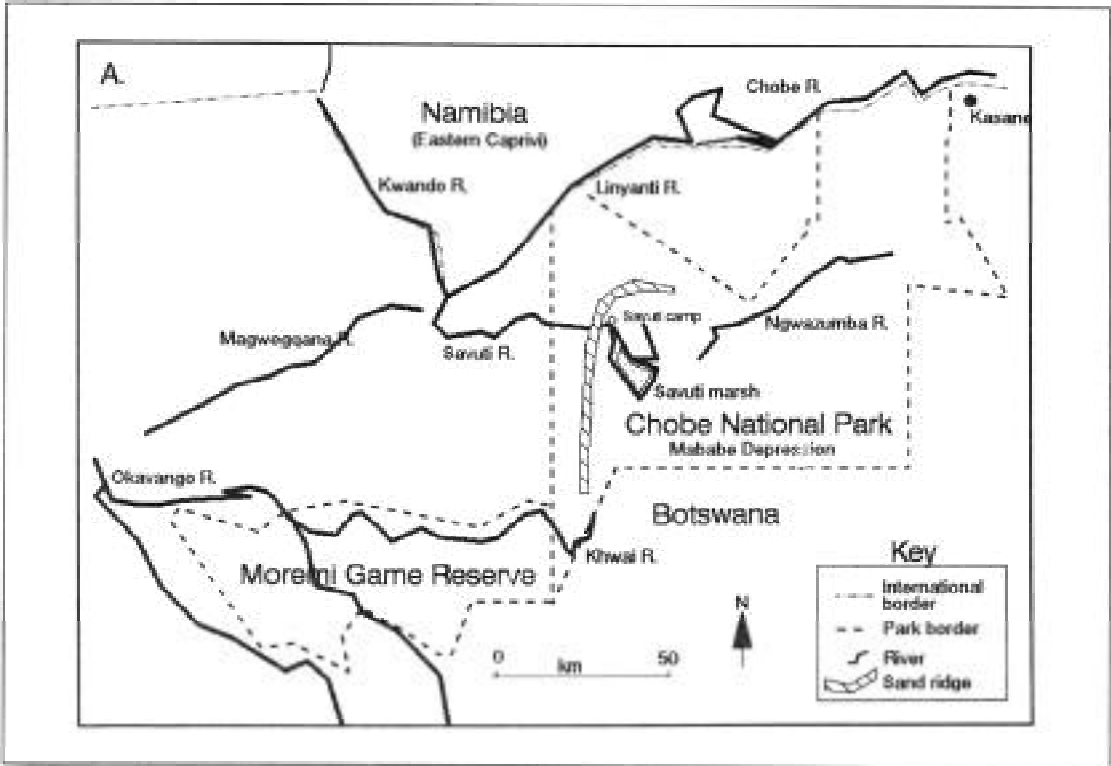 A.
Namibia
(Eastern Caprivi)
Chobe R.
Kasane
Kwando R.
Linyanti R.
Savuti camp
Ngwazumba R.
Magweggana R.
Savuti R.
Savuti marsh
Chobe National Park
Mababe Depression
Okavango R.
Botswana
Khwai R.
Moremi Game Reserve
Key
International
border
Park border
River
Sand ridge
N
0 50
km